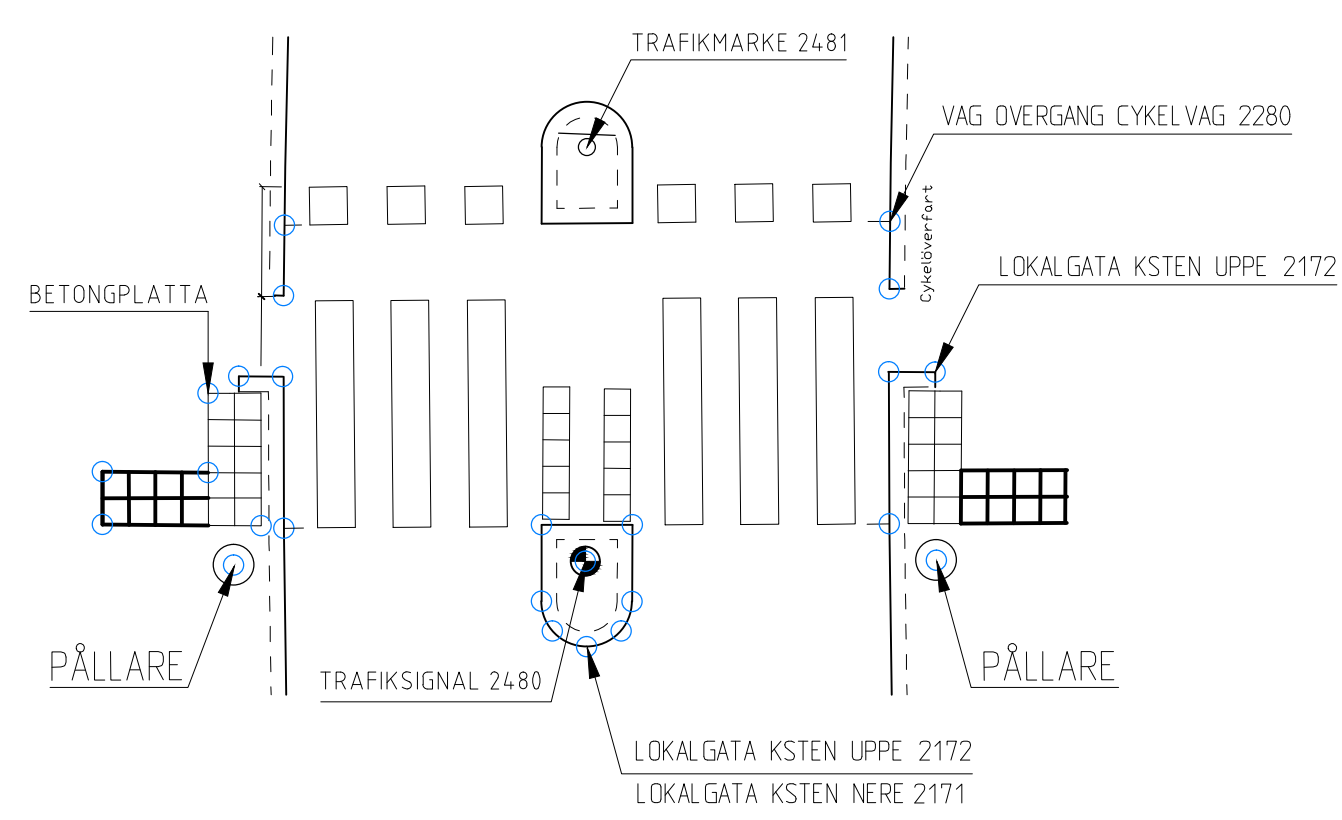 TRAFIKMARKE 2481
VAG OVERGANG CYKELVAG 2280
Cykelöverfart
LOKALGATA KSTEN UPPE 2172
BETONGPLATTA
PÅLLARE
PÅLLARE
TRAFIKSIGNAL 2480
LOKALGATA KSTEN UPPE 2172
LOKALGATA KSTEN NERE 2171